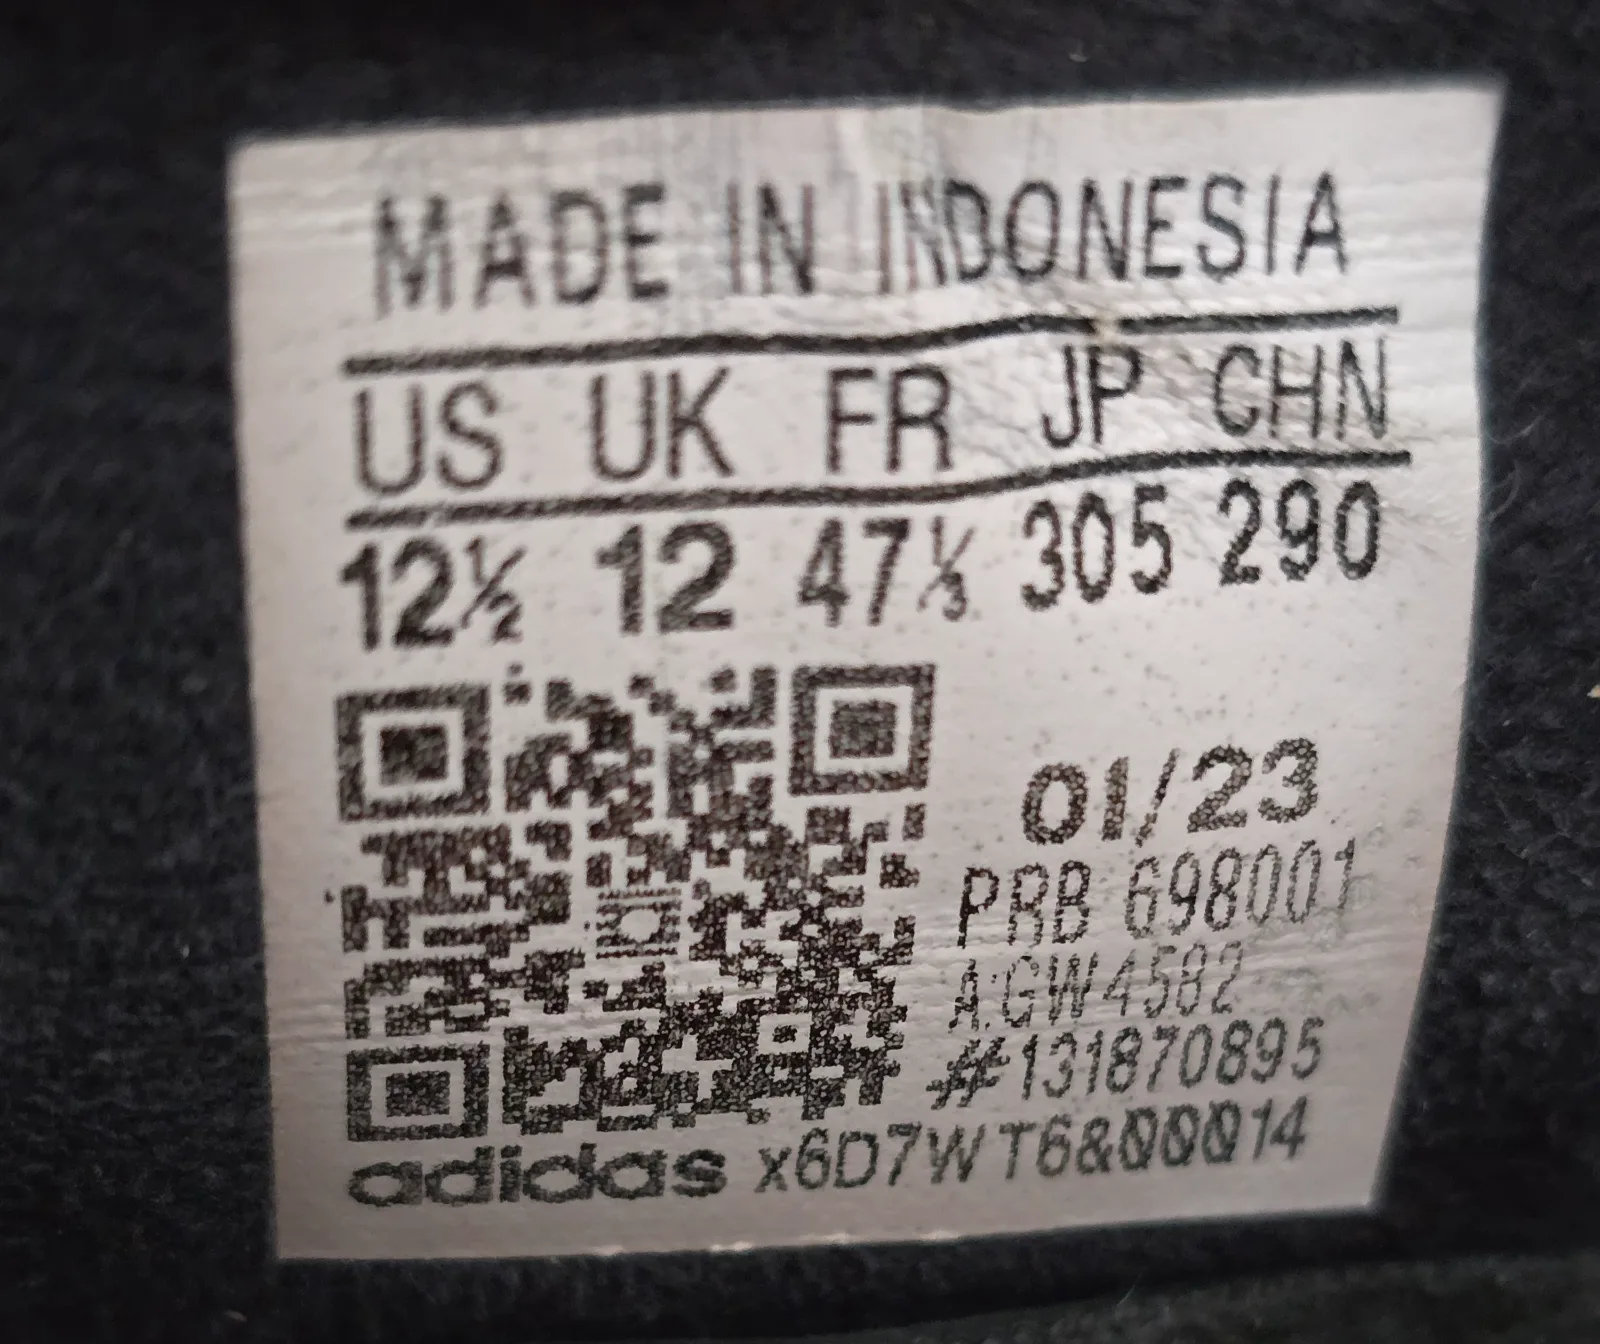 MADE IN INDONESIA
US UK FR JP CHN
12½ 12 47⅓ 305 290
01/23
PRB 698001
A:GW4582
#131870895
adidas x6D7WT6&00014